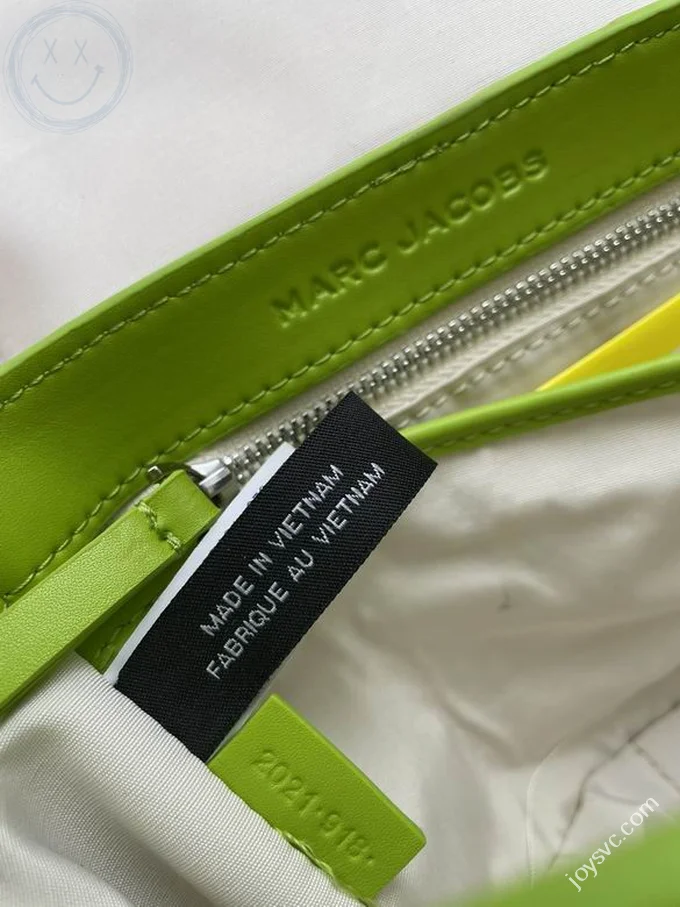 MARC JACOBS
MADE IN VIETNAM
FABRIQUE AU VIETNAM
2021•918•
joysvc.com